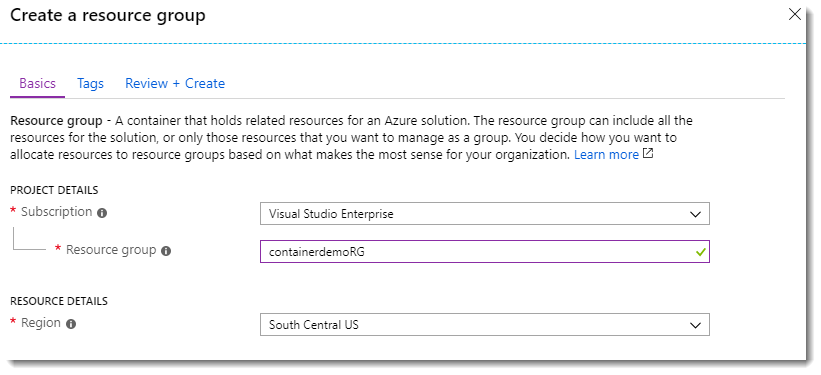 Create a resource group
Basics Tags Review + Create
Resource group - A container that holds related resources for an Azure solution. The resource group can include all the
resources for the solution, or only those resources that you want to manage as a group. You decide how you want to
allocate resources to resource groups based on what makes the most sense for your organization. Learn more
PROJECT DETAILS
* Subscription Visual Studio Enterprise
* Resource group containerdemoRG
RESOURCE DETAILS
* Region South Central US